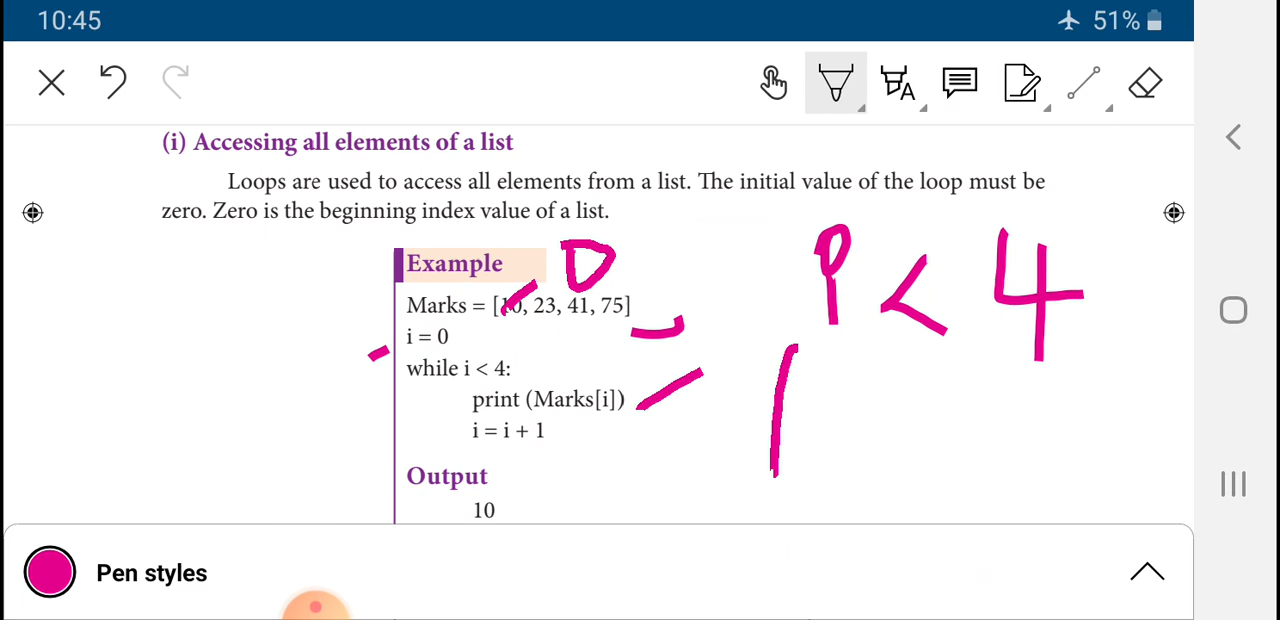 10:45 51%
(i) Accessing all elements of a list
Loops are used to access all elements from a list. The initial value of the loop must be
zero. Zero is the beginning index value of a list.
Example
Marks = [10, 23, 41, 75]
i = 0
while i < 4:
print (Marks[i])
i = i + 1
Output
10
< 4
Pen styles